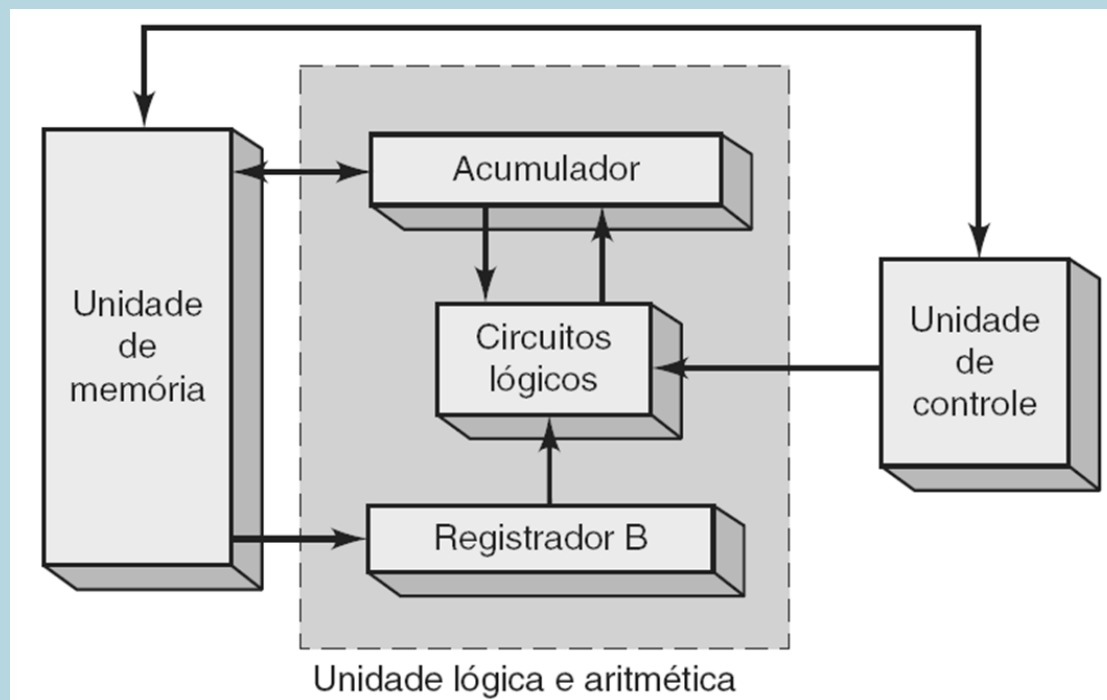 Acumulador
Unidade
de
memória
Circuitos
lógicos
Unidade
de
controle
Registrador B
Unidade lógica e aritmética